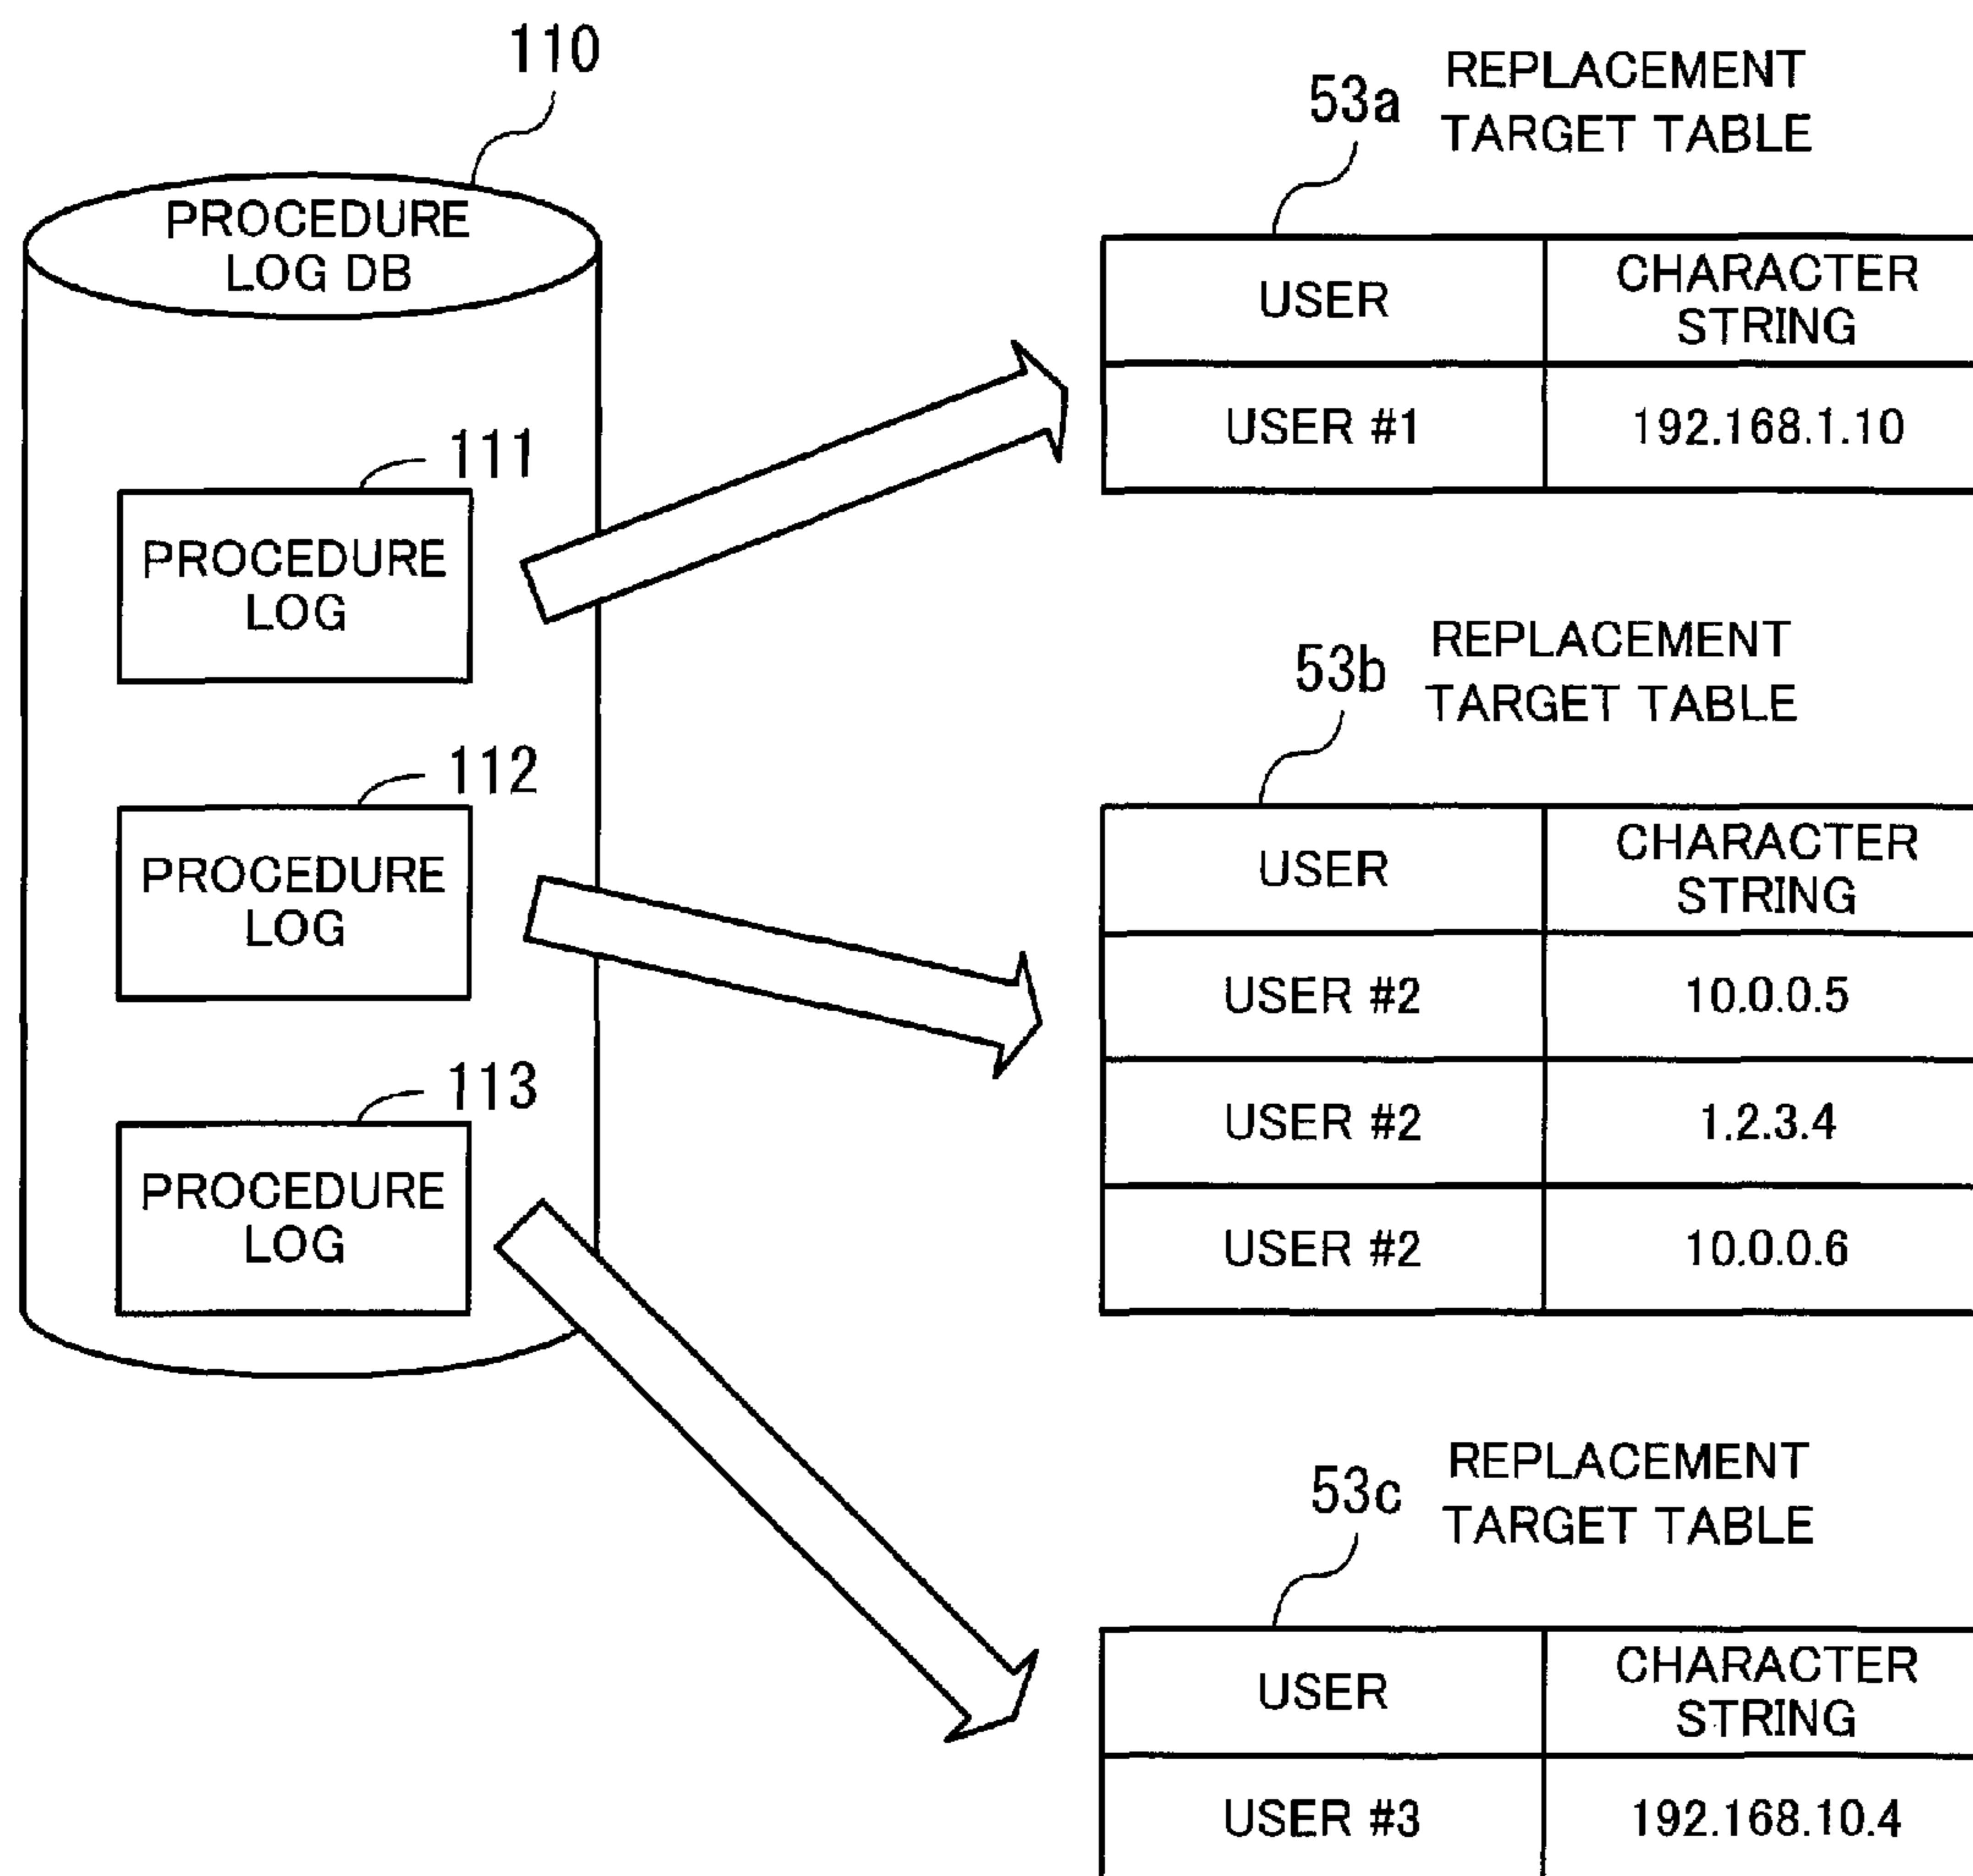 110
PROCEDURE
LOG DB
111
PROCEDURE
LOG
112
PROCEDURE
LOG
113
PROCEDURE
LOG
53a
REPLACEMENT
TARGET TABLE
USER
CHARACTER
STRING
USER #1
192.168.1.10
53b
REPLACEMENT
TARGET TABLE
USER
CHARACTER
STRING
USER #2
10.0.0.5
USER #2
1.2.3.4
USER #2
10.0.0.6
53c
REPLACEMENT
TARGET TABLE
USER
CHARACTER
STRING
USER #3
192.168.10.4